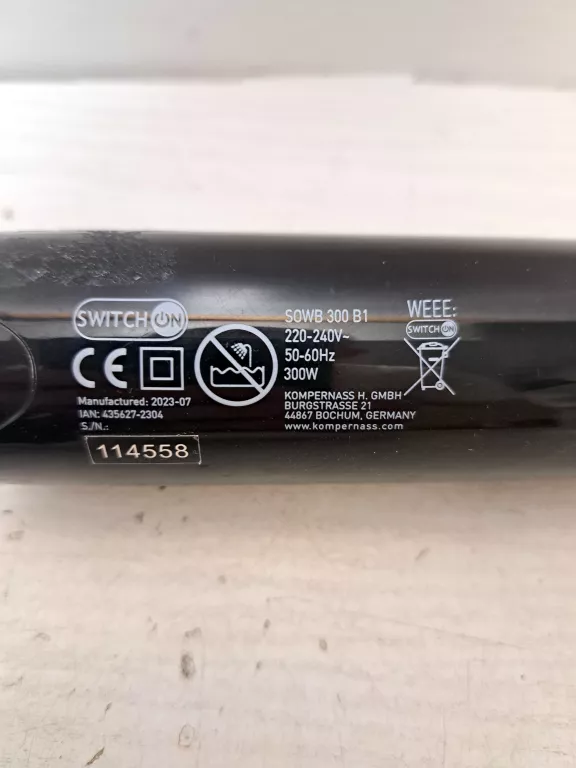 SWITCH ON
CE
Manufactured: 2023-07
IAN: 435627-2304
S./N.:
114558
SOWB 300 B1
220-240V~
50-60Hz
300W
KOMPERNASS H. GMBH
BURGSTRASSE 21
44867 BOCHUM, GERMANY
www.kompernass.com
WEEE:
SWITCH ON